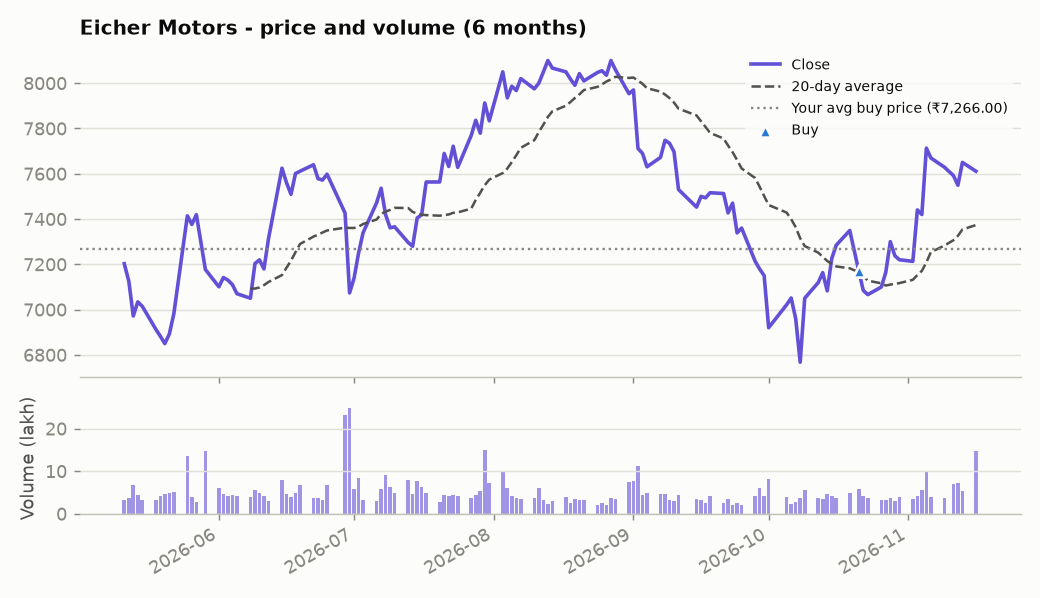 Eicher Motors - price and volume (6 months)
Close
20-day average
Your avg buy price (₹7,266.00)
Buy
8000
7800
7600
7400
7200
7000
6800
Volume (lakh)
20
10
0
2026-06
2026-07
2026-08
2026-09
2026-10
2026-11